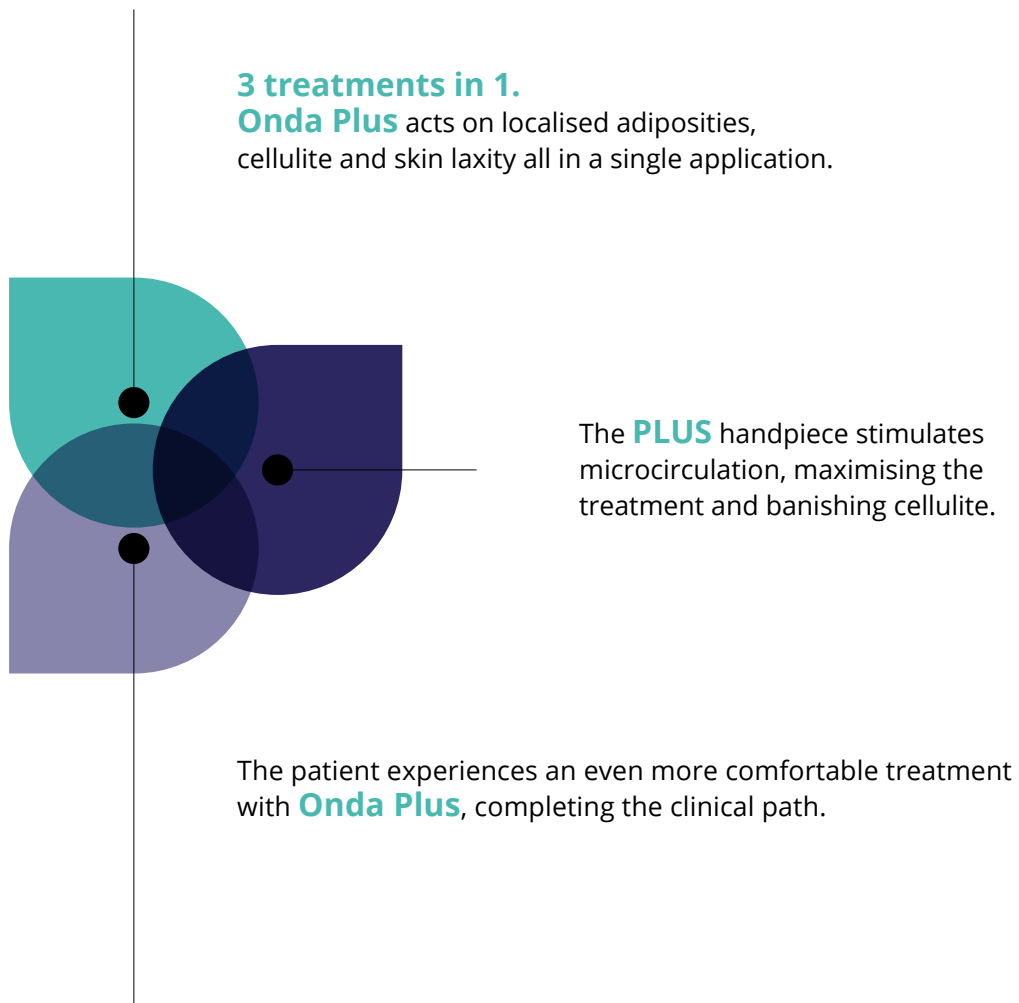 3 treatments in 1.
Onda Plus acts on localised adiposities,
cellulite and skin laxity all in a single application.
The PLUS handpiece stimulates
microcirculation, maximising the
treatment and banishing cellulite.
The patient experiences an even more comfortable treatment
with Onda Plus, completing the clinical path.